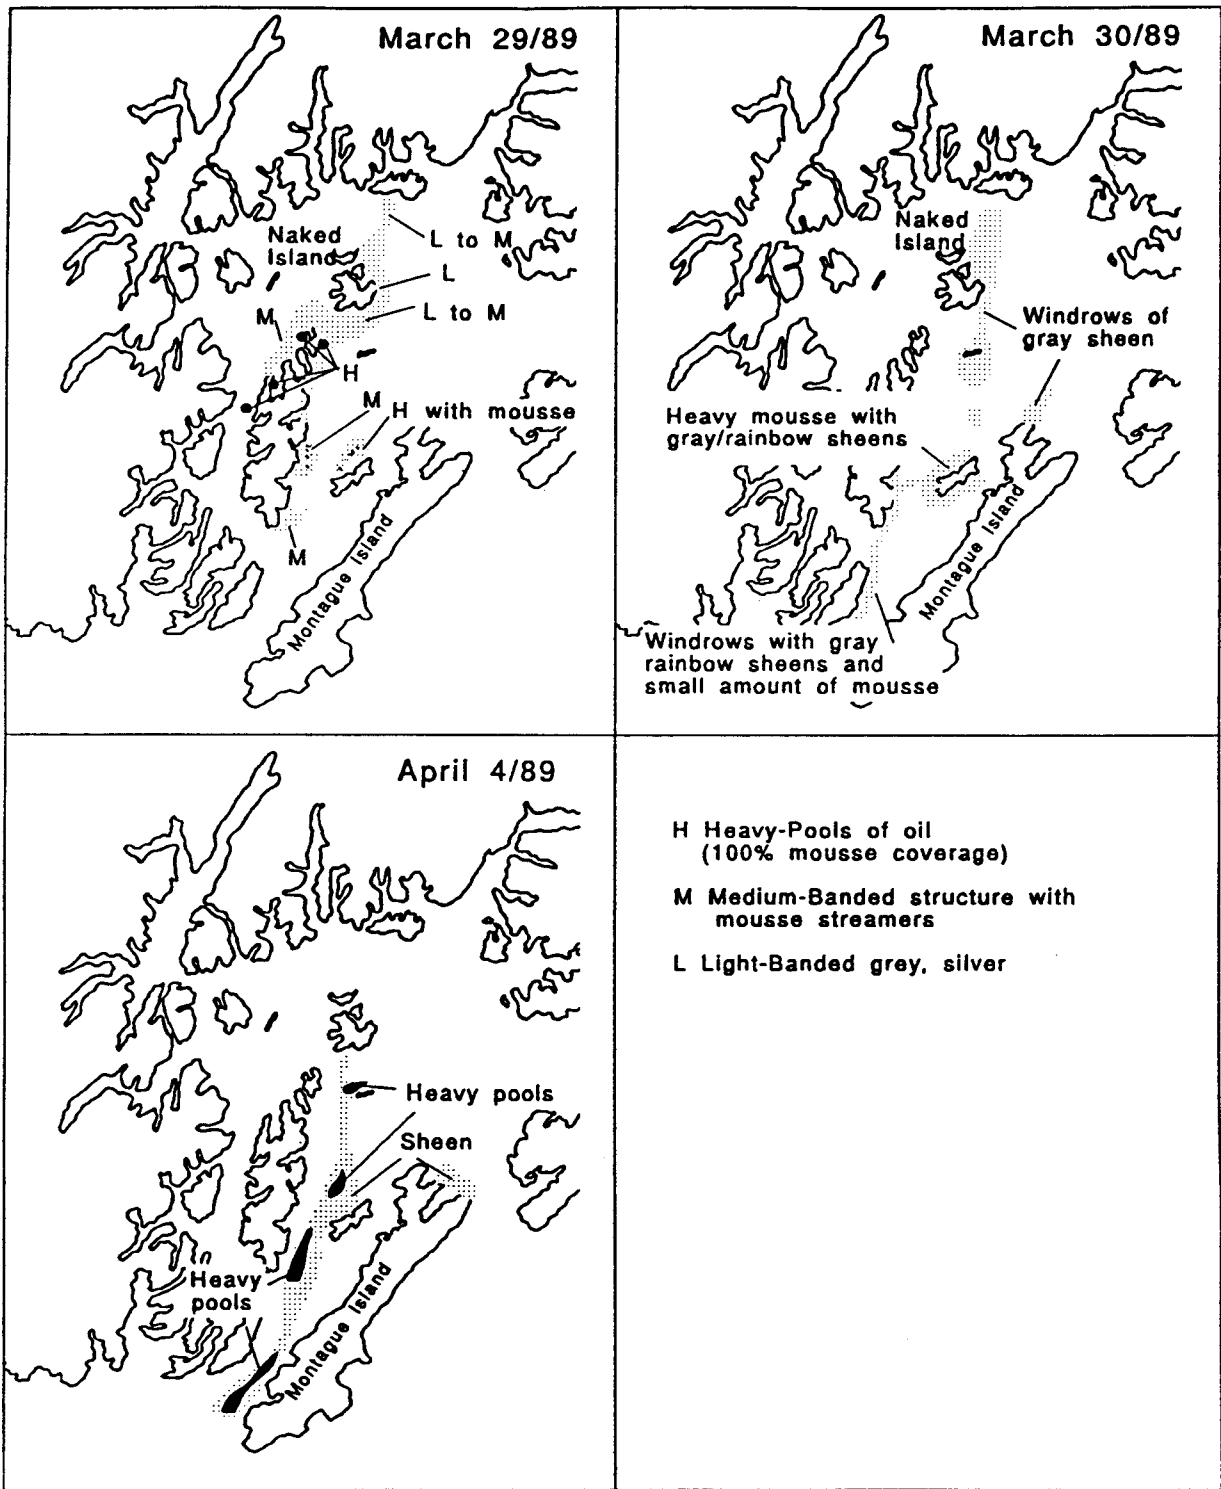 March 29/89
Naked
Island
L to M
L
L to M
M
H
M
H with mousse
M
Montague Island
March 30/89
Naked
Island
Windrows of
gray sheen
Heavy mousse with
gray/rainbow sheens
Montague Island
Windrows with gray
rainbow sheens and
small amount of mousse
April 4/89
Heavy pools
Sheen
Heavy
pools
Montague Island
H Heavy-Pools of oil
(100% mousse coverage)
M Medium-Banded structure with
mousse streamers
L Light-Banded grey, silver